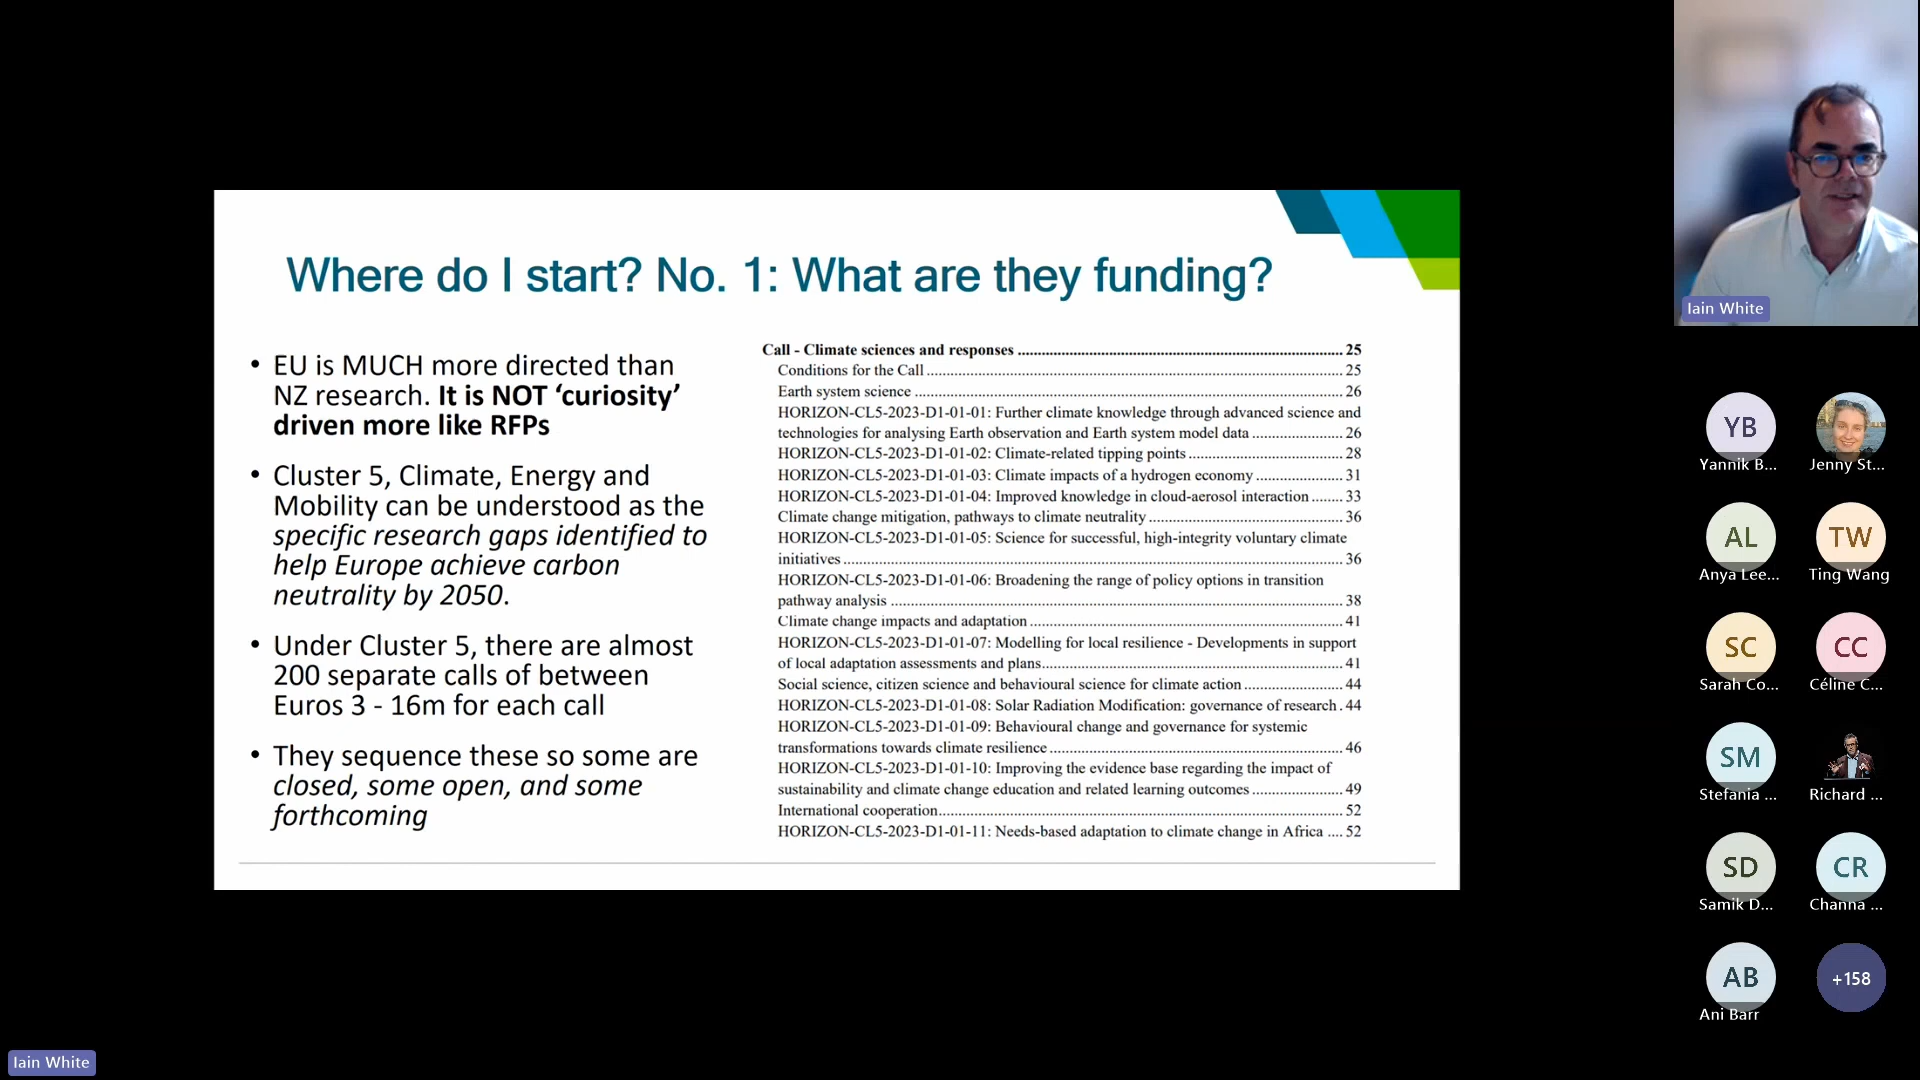 Where do I start? No. 1: What are they funding?
• EU is MUCH more directed than
NZ research. It is NOT ‘curiosity’
driven more like RFPs
• Cluster 5, Climate, Energy and
Mobility can be understood as the
specific research gaps identified to
help Europe achieve carbon
neutrality by 2050.
• Under Cluster 5, there are almost
200 separate calls of between
Euros 3 - 16m for each call
• They sequence these so some are
closed, some open, and some
forthcoming
Call - Climate sciences and responses ........ 25
Conditions for the Call ........ 25
Earth system science ........ 26
HORIZON-CL5-2023-D1-01-01: Further climate knowledge through advanced science and
technologies for analysing Earth observation and Earth system model data ........ 26
HORIZON-CL5-2023-D1-01-02: Climate-related tipping points ........ 28
HORIZON-CL5-2023-D1-01-03: Climate impacts of a hydrogen economy ........ 31
HORIZON-CL5-2023-D1-01-04: Improved knowledge in cloud-aerosol interaction ........ 33
Climate change mitigation, pathways to climate neutrality ........ 36
HORIZON-CL5-2023-D1-01-05: Science for successful, high-integrity voluntary climate
initiatives ........ 36
HORIZON-CL5-2023-D1-01-06: Broadening the range of policy options in transition
pathway analysis ........ 38
Climate change impacts and adaptation ........ 41
HORIZON-CL5-2023-D1-01-07: Modelling for local resilience - Developments in support
of local adaptation assessments and plans........ 41
Social science, citizen science and behavioural science for climate action ........ 44
HORIZON-CL5-2023-D1-01-08: Solar Radiation Modification: governance of research . 44
HORIZON-CL5-2023-D1-01-09: Behavioural change and governance for systemic
transformations towards climate resilience ........ 46
HORIZON-CL5-2023-D1-01-10: Improving the evidence base regarding the impact of
sustainability and climate change education and related learning outcomes ........ 49
International cooperation........ 52
HORIZON-CL5-2023-D1-01-11: Needs-based adaptation to climate change in Africa .... 52
Iain White
YB
Yannik B...
Jenny St...
AL
Anya Lee...
TW
Ting Wang
SC
Sarah Co...
CC
Céline C...
SM
Stefania ...
Richard ...
SD
Samik D...
CR
Channa ...
AB
Ani Barr
+158
Iain White